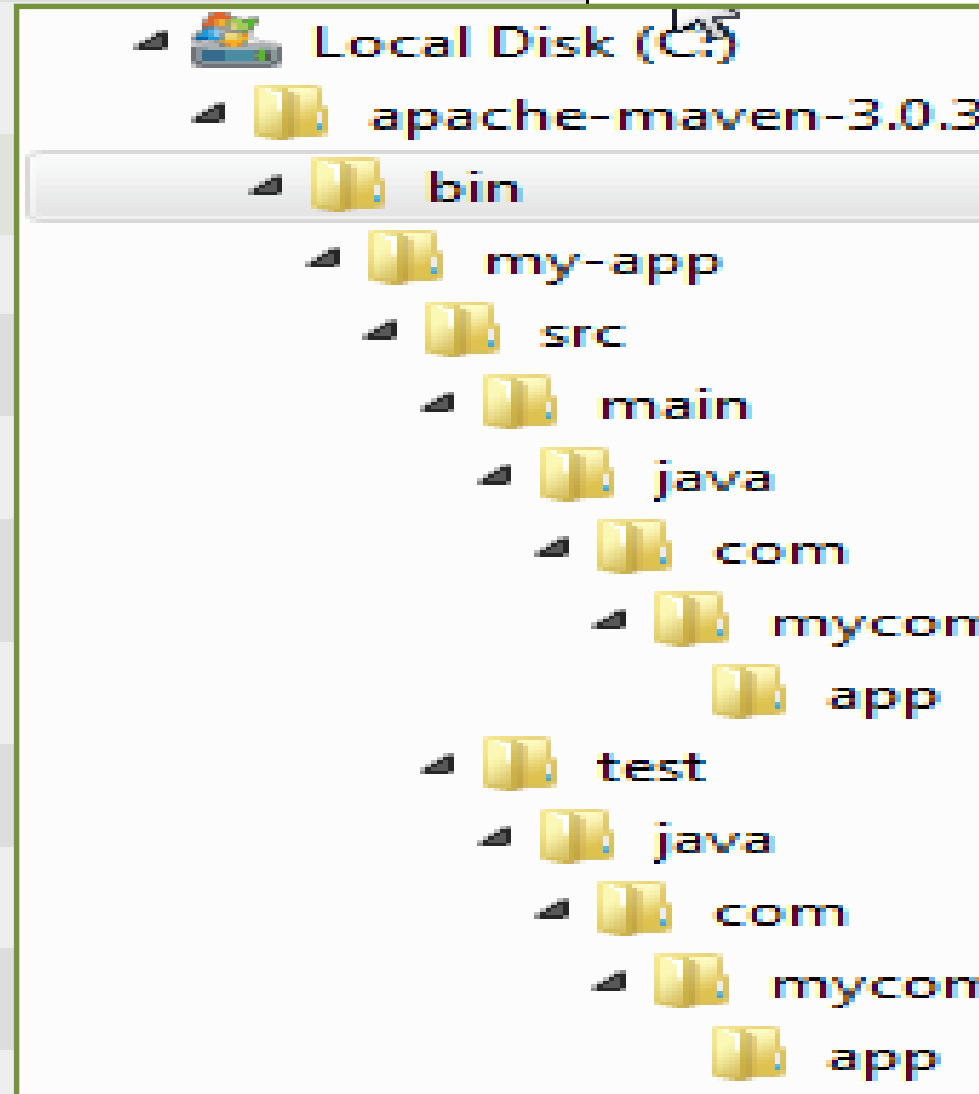 Local Disk (C:)
apache-maven-3.0.3
bin
my-app
src
main
java
com
mycom
app
test
java
com
mycom
app